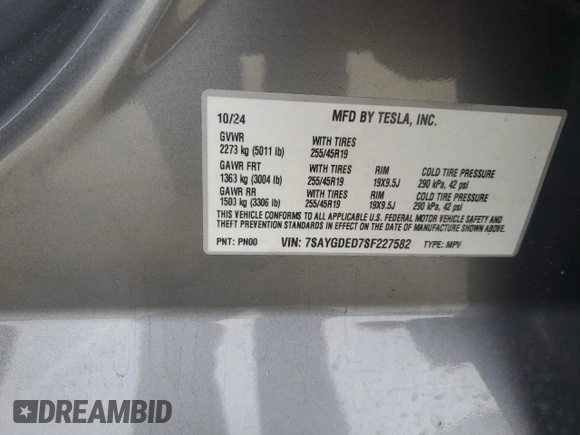 10/24 MFD BY TESLA, INC.
GVWR WITH TIRES
2273 kg (5011 lb) 255/45R19
GAWR FRT WITH TIRES RIM COLD TIRE PRESSURE
1363 kg (3004 lb) 255/45R19 19X9.5J 290 kPa, 42 psi
GAWR RR WITH TIRES RIM COLD TIRE PRESSURE
1500 kg (3306 lb) 255/45R19 19X9.5J 290 kPa, 42 psi
THIS VEHICLE CONFORMS TO ALL APPLICABLE U.S. FEDERAL MOTOR VEHICLE SAFETY AND
THEFT PREVENTION STANDARDS IN EFFECT ON THE DATE OF MANUFACTURE SHOWN ABOVE.
PNT: PN00 VIN: 7SAYGDED7SF227582 TYPE: MPV
DREAMBID